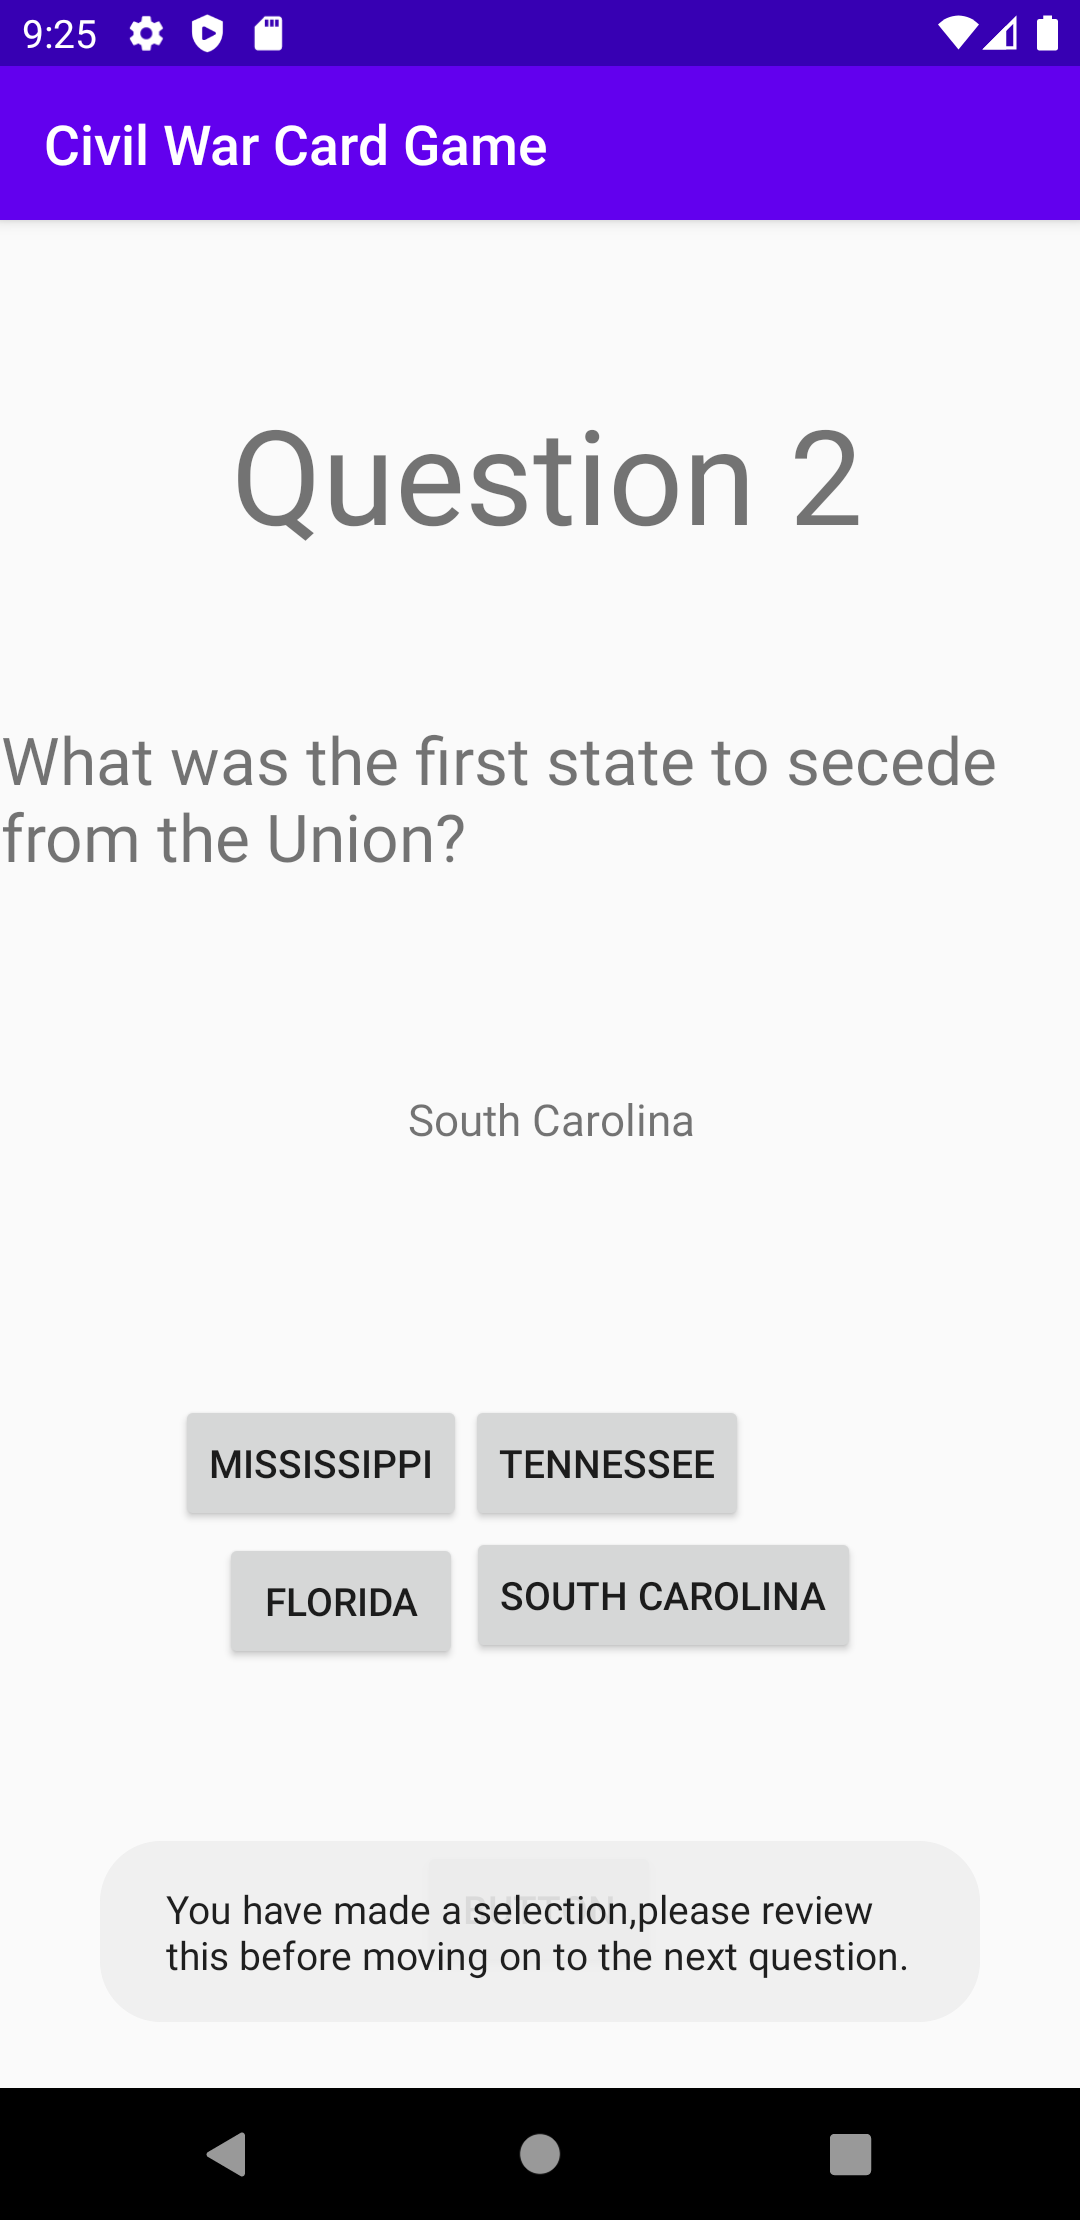 9:25
Civil War Card Game
Question 2
What was the first state to secede
from the Union?
South Carolina
MISSISSIPPI TENNESSEE
FLORIDA SOUTH CAROLINA
You have made a selection,please review
this before moving on to the next question.